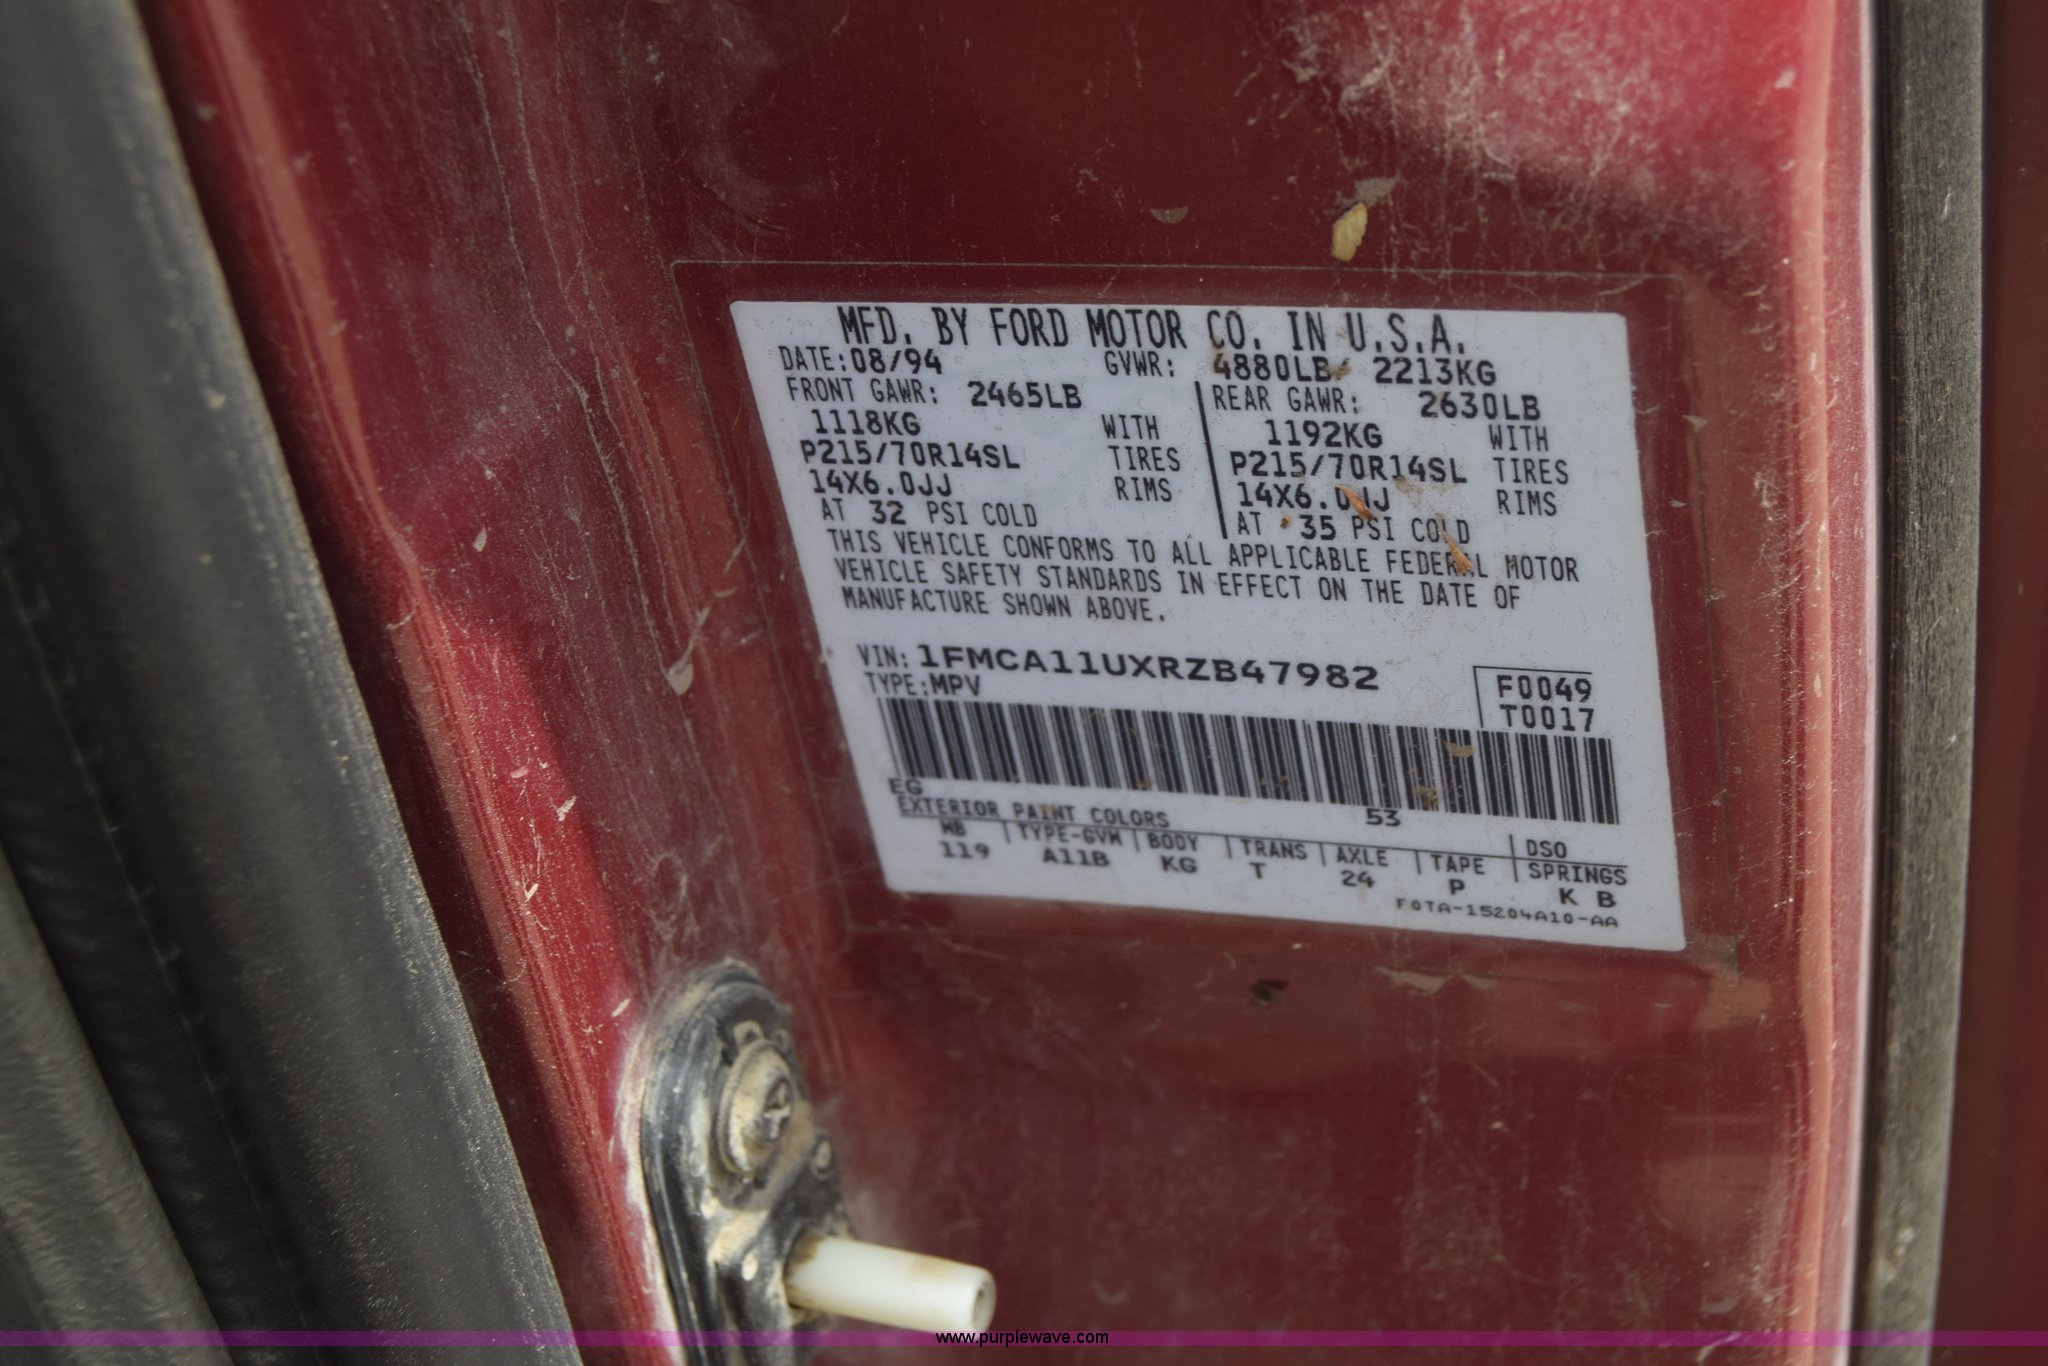 MFD. BY FORD MOTOR CO. IN U.S.A.
DATE: 08/94 GVWR: 4880LB/ 2213KG
FRONT GAWR: 2465LB REAR GAWR: 2630LB
1118KG WITH 1192KG WITH
P215/70R14SL TIRES P215/70R14SL TIRES
14X6.0JJ RIMS 14X6.0JJ RIMS
AT 32 PSI COLD AT 35 PSI COLD
THIS VEHICLE CONFORMS TO ALL APPLICABLE FEDERAL MOTOR
VEHICLE SAFETY STANDARDS IN EFFECT ON THE DATE OF
MANUFACTURE SHOWN ABOVE.
VIN: 1FMCA11UXRZB47982
TYPE: MPV
F0049
T0017
EG 53
EXTERIOR PAINT COLORS DSO
WB TYPE-GVM BODY TRANS AXLE TAPE SPRINGS
119 A11B KG T 24 P K B
F0TA-15204A10-AA
www.purplewave.com